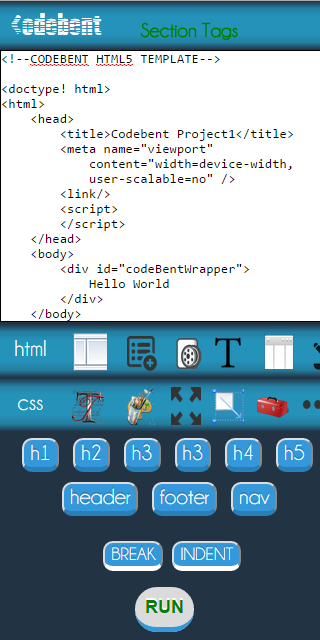 Codebent
Section Tags
<!--CODEBENT HTML5 TEMPLATE-->
<doctype! html>
<html>
<head>
<title>Codebent Project1</title>
<meta name="viewport"
content="width=device-width,
user-scalable=no" />
<link/>
<script>
</script>
</head>
<body>
<div id="codeBentWrapper">
Hello World
</div>
</body>
html T
css T
h1 h2 h3 h3 h4 h5
header footer nav
BREAK INDENT
RUN